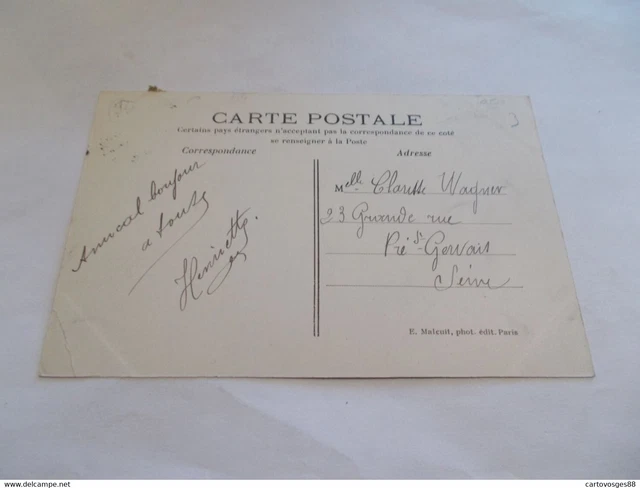 CARTE POSTALE
Certains pays étrangers n'acceptent pas la correspondance de ce coté
se renseigner à la Poste
Correspondance
Adresse
Amical bonjour
a tous
Henriette.
Melle Clarisse Wagner
23 Grande rue
Pré St Gervais
Seine
E. Malcuit, phot. édit. Paris
www.delcampe.net
cartovosges88